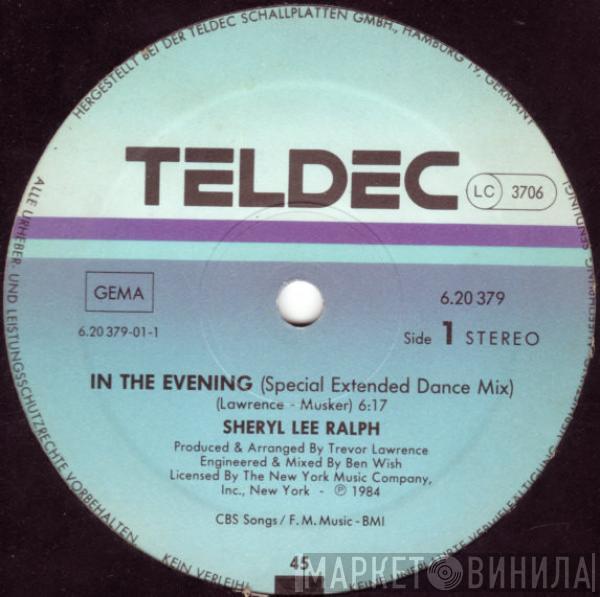 HERGESTELLT BEI DER TELDEC SCHALLPLATTEN GMBH., HAMBURG 19, GERMANY
TELDEC
LC 3706
GEMA
6.20 379
6.20 379-01-1
Side 1 STEREO
IN THE EVENING (Special Extended Dance Mix)
(Lawrence - Musker) 6:17
SHERYL LEE RALPH
Produced & Arranged By Trevor Lawrence
Engineered & Mixed By Ben Wish
Licensed By The New York Music Company,
Inc., New York - ℗ 1984
CBS Songs / F. M. Music - BMI
45
ALLE URHEBER- UND LEISTUNGSSCHUTZRECHTE VORBEHALTEN
KEIN VERLEIH!
МАРКЕТ ВИНИЛА